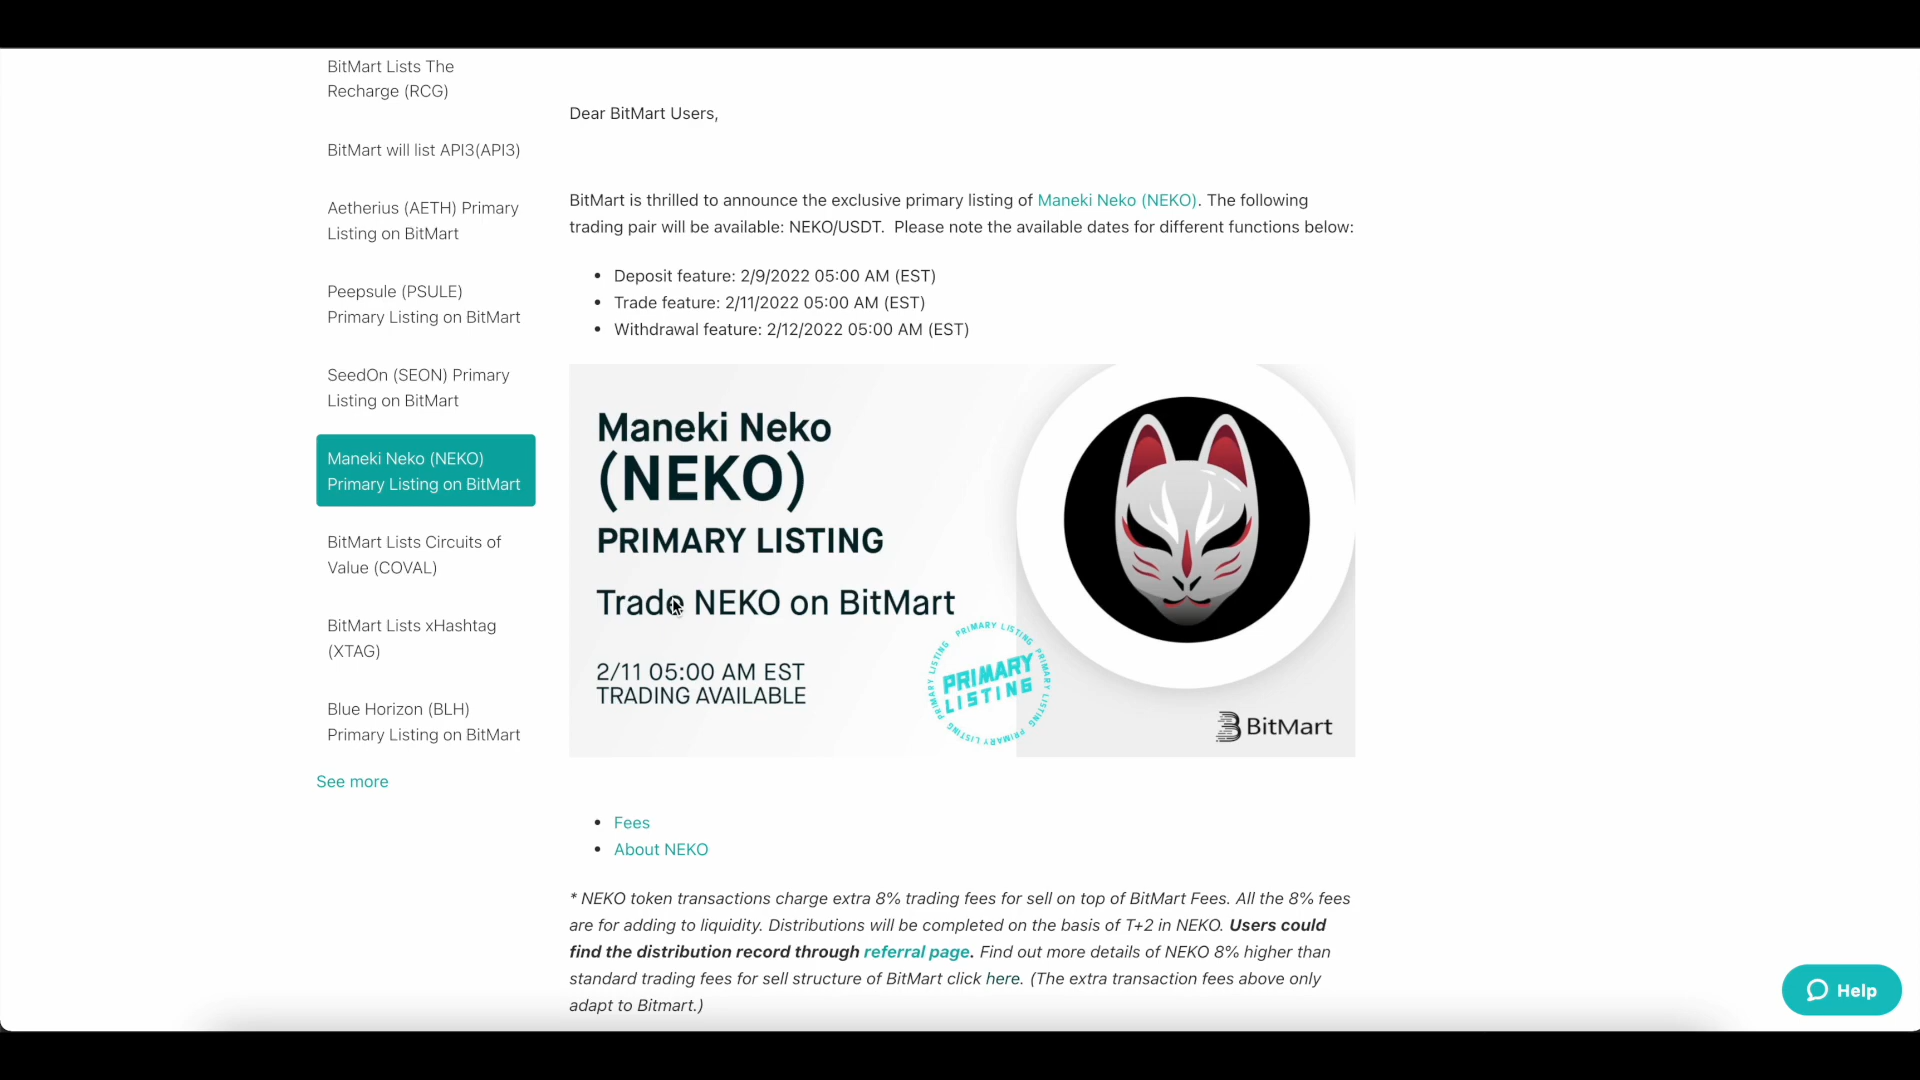 BitMart Lists The
Recharge (RCG)
BitMart will list API3(API3)
Aetherius (AETH) Primary
Listing on BitMart
Peepsule (PSULE)
Primary Listing on BitMart
SeedOn (SEON) Primary
Listing on BitMart
Maneki Neko (NEKO)
Primary Listing on BitMart
BitMart Lists Circuits of
Value (COVAL)
BitMart Lists xHashtag
(XTAG)
Blue Horizon (BLH)
Primary Listing on BitMart
See more
Dear BitMart Users,
BitMart is thrilled to announce the exclusive primary listing of Maneki Neko (NEKO). The following
trading pair will be available: NEKO/USDT. Please note the available dates for different functions below:
• Deposit feature: 2/9/2022 05:00 AM (EST)
• Trade feature: 2/11/2022 05:00 AM (EST)
• Withdrawal feature: 2/12/2022 05:00 AM (EST)
Maneki Neko
(NEKO)
PRIMARY LISTING
Trade NEKO on BitMart
2/11 05:00 AM EST
TRADING AVAILABLE
PRIMARY LISTING PRIMARY LISTING PRIMARY LISTING PRIMARY LISTING
PRIMARY
LISTING
BitMart
• Fees
• About NEKO
* NEKO token transactions charge extra 8% trading fees for sell on top of BitMart Fees. All the 8% fees
are for adding to liquidity. Distributions will be completed on the basis of T+2 in NEKO. Users could
find the distribution record through referral page. Find out more details of NEKO 8% higher than
standard trading fees for sell structure of BitMart click here. (The extra transaction fees above only
adapt to Bitmart.)
Help